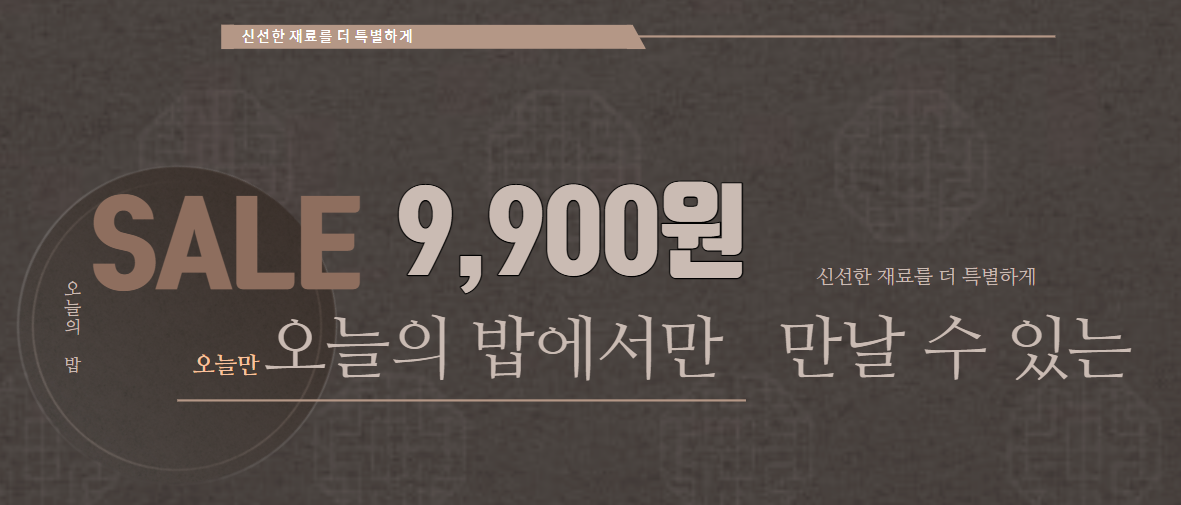 신선한 재료를 더 특별하게
SALE 9,900원
신선한 재료를 더 특별하게
오늘의 밥
오늘만 오늘의 밥에서만 만날 수 있는